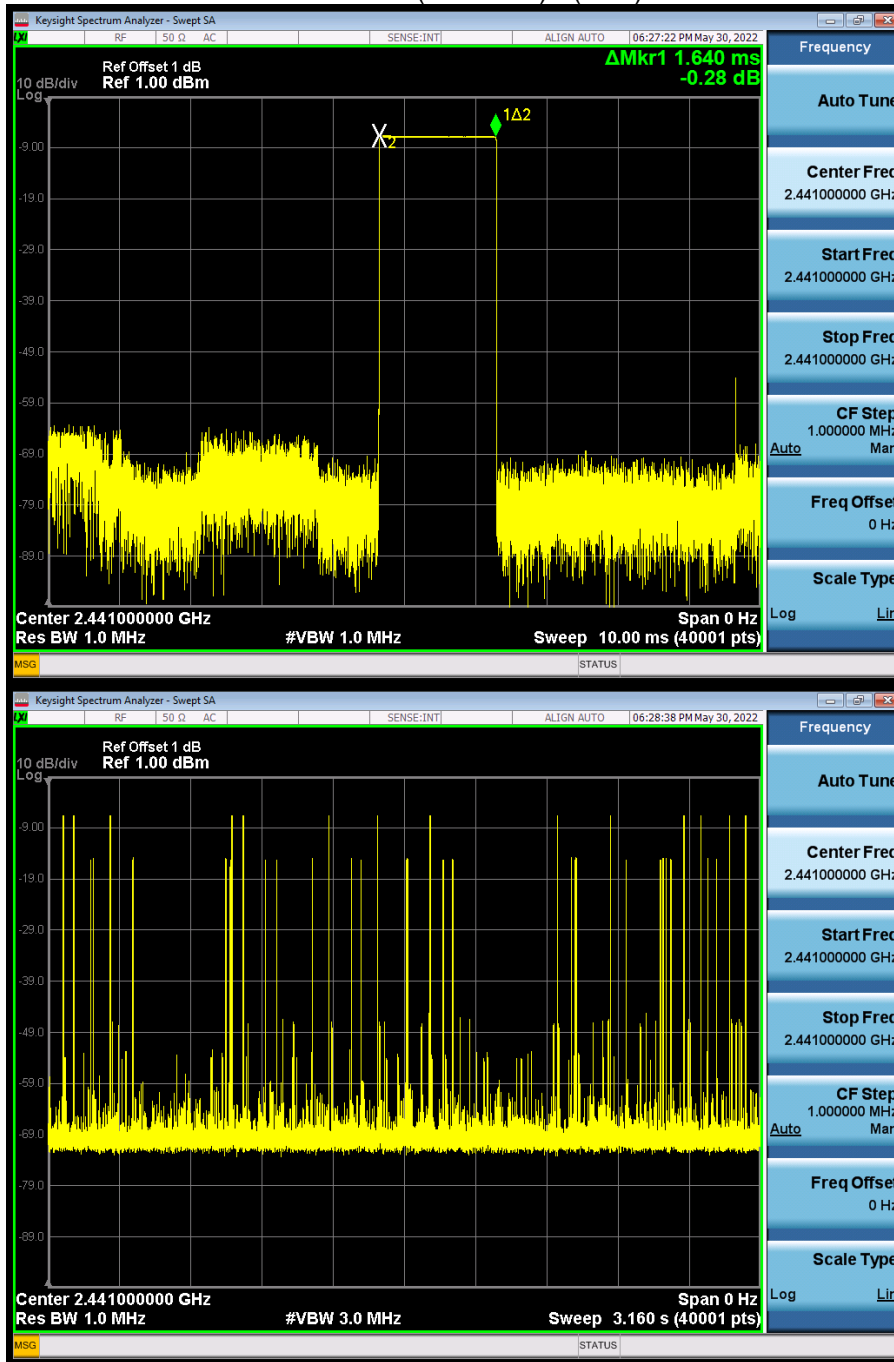 Keysight Spectrum Analyzer - Swept SA
LXI RF 50 Ω AC SENSE:INT ALIGN AUTO 06:27:22 PM May 30, 2022
Frequency
ΔMkr1 1.640 ms
-0.28 dB
Ref Offset 1 dB
10 dB/div Ref 1.00 dBm
Log
1Δ2
X2
-9.00
-19.0
-29.0
-39.0
-49.0
-59.0
-69.0
-79.0
-89.0
Center 2.441000000 GHz Span 0 Hz
Res BW 1.0 MHz #VBW 1.0 MHz Sweep 10.00 ms (40001 pts)
MSG STATUS
Auto Tune
Center Freq
2.441000000 GHz
Start Freq
2.441000000 GHz
Stop Freq
2.441000000 GHz
CF Step
1.000000 MHz
Auto Man
Freq Offset
0 Hz
Scale Type
Log Lin
Keysight Spectrum Analyzer - Swept SA
LXI RF 50 Ω AC SENSE:INT ALIGN AUTO 06:28:38 PM May 30, 2022
Frequency
Ref Offset 1 dB
10 dB/div Ref 1.00 dBm
Log
-9.00
-19.0
-29.0
-39.0
-49.0
-59.0
-69.0
-79.0
-89.0
Center 2.441000000 GHz Span 0 Hz
Res BW 1.0 MHz #VBW 3.0 MHz Sweep 3.160 s (40001 pts)
MSG STATUS
Auto Tune
Center Freq
2.441000000 GHz
Start Freq
2.441000000 GHz
Stop Freq
2.441000000 GHz
CF Step
1.000000 MHz
Auto Man
Freq Offset
0 Hz
Scale Type
Log Lin